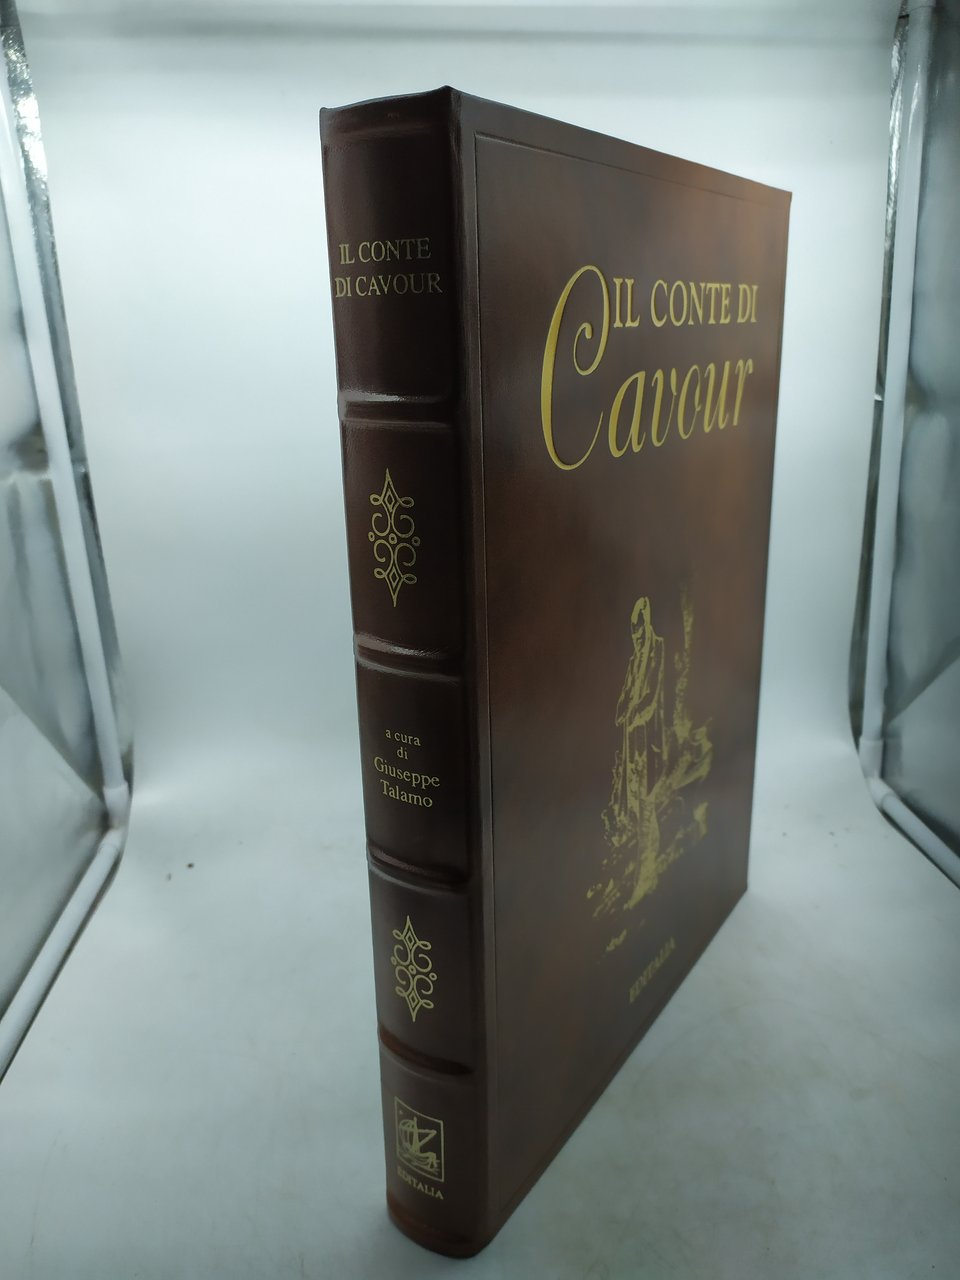 IL CONTE
DI CAVOUR
a cura
di
Giuseppe
Talamo
EDITALIA
IL CONTE DI
Cavour
EDITALIA